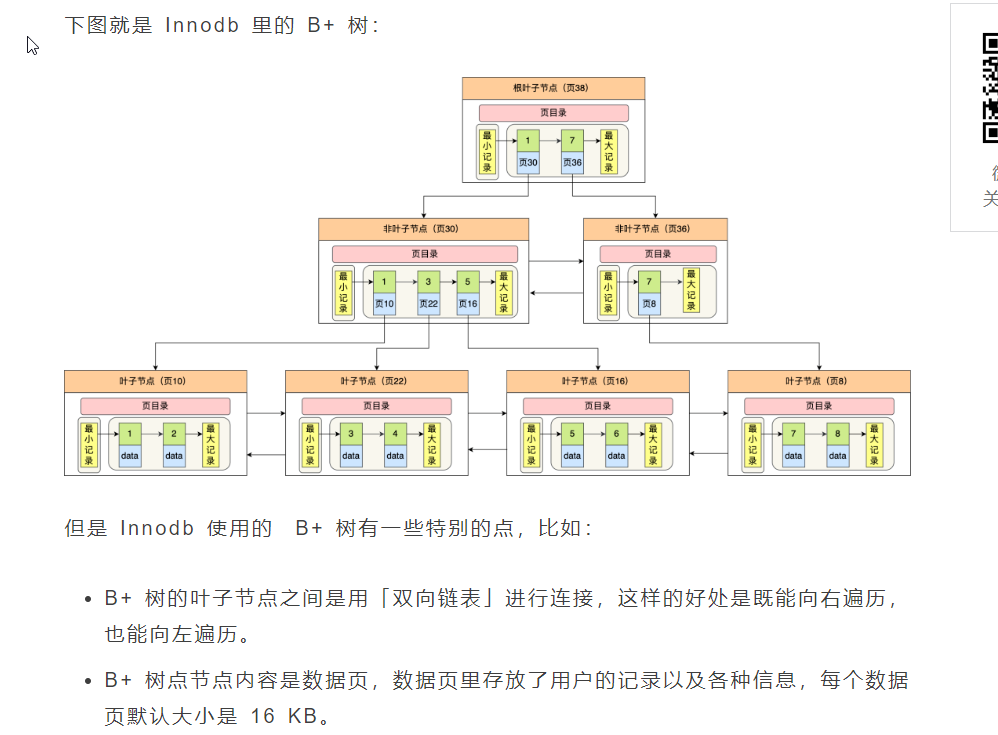 下图就是 Innodb 里的 B+ 树：
根叶子节点（页38）
页目录
最小记录
1
页30
7
页36
最大记录
非叶子节点（页30）
页目录
最小记录
1
页10
3
页22
5
页16
最大记录
非叶子节点（页36）
页目录
最小记录
7
页8
最大记录
叶子节点（页10）
页目录
最小记录
1
data
2
data
最大记录
叶子节点（页22）
页目录
最小记录
3
data
4
data
最大记录
叶子节点（页16）
页目录
最小记录
5
data
6
data
最大记录
叶子节点（页8）
页目录
最小记录
7
data
8
data
最大记录
但是 Innodb 使用的 B+ 树有一些特别的点，比如：
• B+ 树的叶子节点之间是用「双向链表」进行连接，这样的好处是既能向右遍历，
也能向左遍历。
• B+ 树点节点内容是数据页，数据页里存放了用户的记录以及各种信息，每个数据
页默认大小是 16 KB。
关